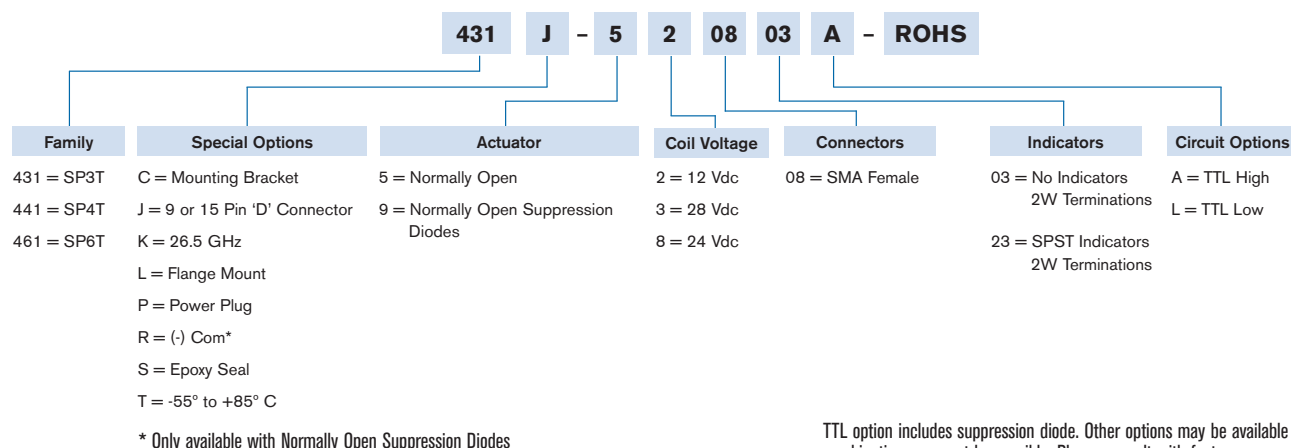 431 J – 5 2 08 03 A – ROHS
Family Special Options Actuator Coil Voltage Connectors Indicators Circuit Options
431 = SP3T
441 = SP4T
461 = SP6T
C = Mounting Bracket
J = 9 or 15 Pin ‘D’ Connector
K = 26.5 GHz
L = Flange Mount
P = Power Plug
R = (-) Com*
S = Epoxy Seal
T = -55° to +85° C
5 = Normally Open
9 = Normally Open Suppression
Diodes
2 = 12 Vdc
3 = 28 Vdc
8 = 24 Vdc
08 = SMA Female
03 = No Indicators
2W Terminations
23 = SPST Indicators
2W Terminations
A = TTL High
L = TTL Low
* Only available with Normally Open Suppression Diodes
TTL option includes suppression diode. Other options may be available